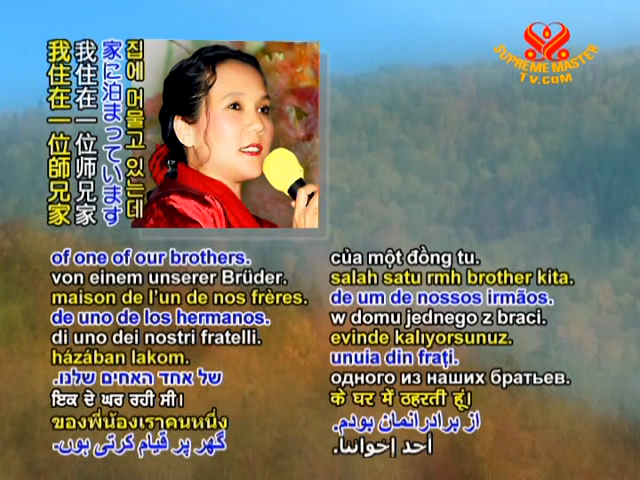 SUPREME MASTER
TV.COM
집에 머물고 있는데
家に泊まっています
我住在一位师兄家
我住在一位師兄家
of one of our brothers.
von einem unserer Brüder.
maison de l'un de nos frères.
de uno de los hermanos.
di uno dei nostri fratelli.
házában lakom.
של אחד האחים שלנו.
ਇਕ ਦੇ ਘਰ ਰਹੀ ਸੀ।
ของพี่น้องเราคนหนึ่ง
گھر پر قیام کرتی ہوں۔
của một đồng tu.
salah satu rmh brother kita.
de um de nossos irmãos.
w domu jednego z braci.
evinde kalıyorsunuz.
unuia din frați.
одного из наших братьев.
के घर में ठहरती हूं।
از برادرانمان بودم.
أحد إخواننا.